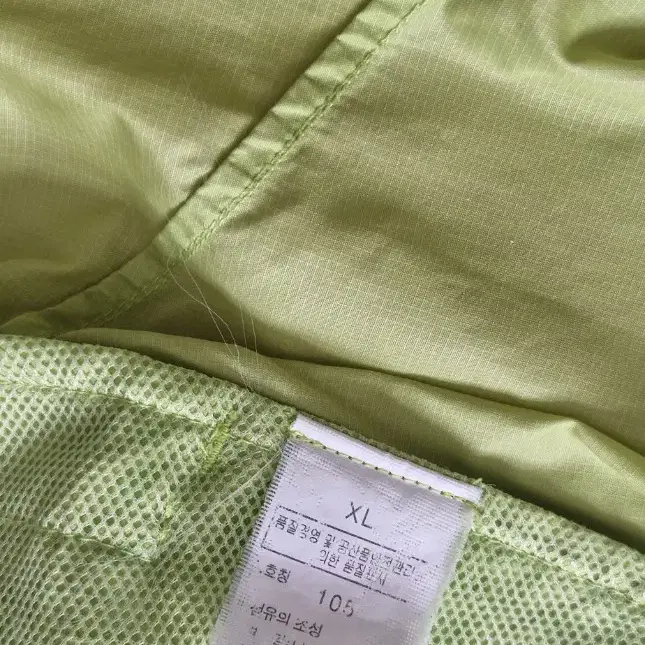 XL
품질경영 및 공산품안전관리
의한 품질표시
호칭 105
섬유의 조성